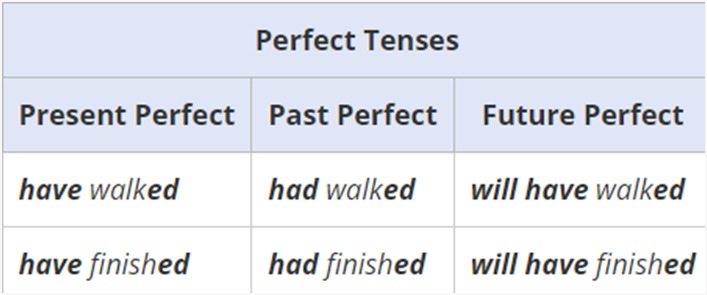 Perfect Tenses
Present Perfect Past Perfect Future Perfect
have walked had walked will have walked
have finished had finished will have finished